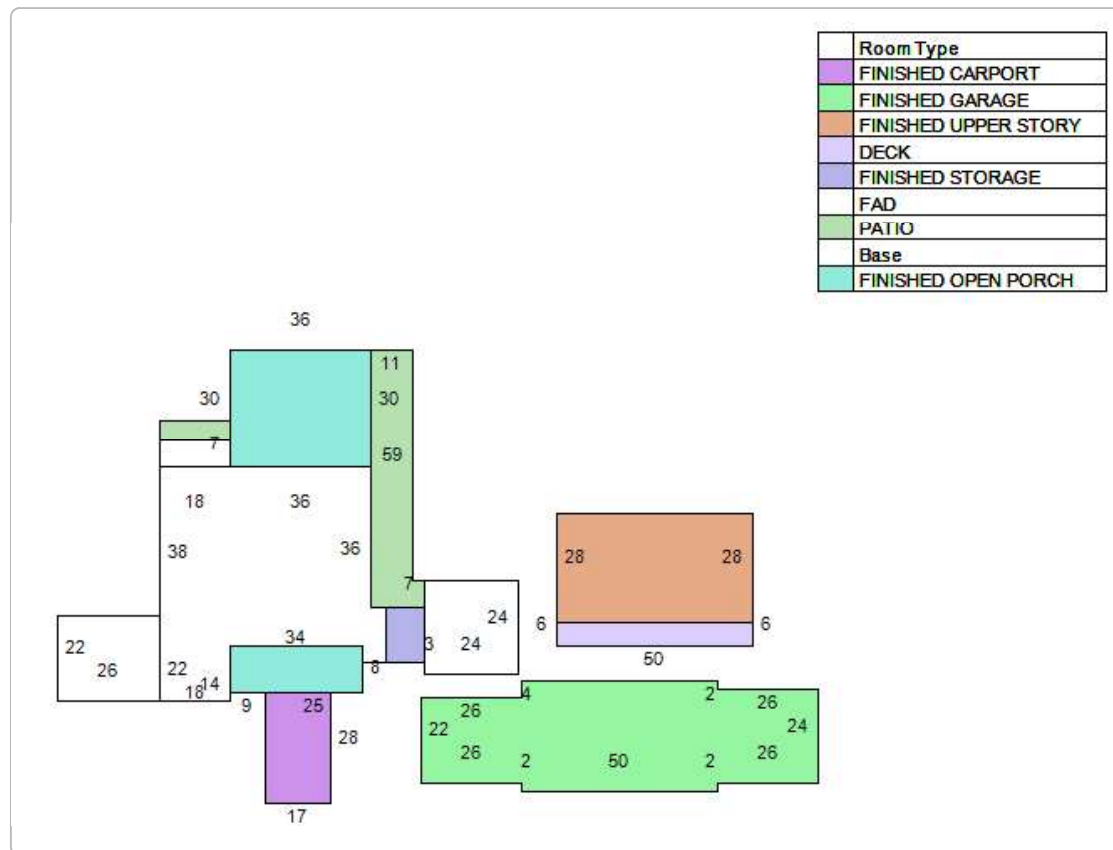 Room Type
FINISHED CARPORT
FINISHED GARAGE
FINISHED UPPER STORY
DECK
FINISHED STORAGE
FAD
PATIO
Base
FINISHED OPEN PORCH
36
11
30 30
7
59
18 36
38 36
28 28
7
24
22 26 22 34 8 3 24
6 6
50
18 14
9 25
28
17
4 2
26 26
22 24
26 26
2 50 2